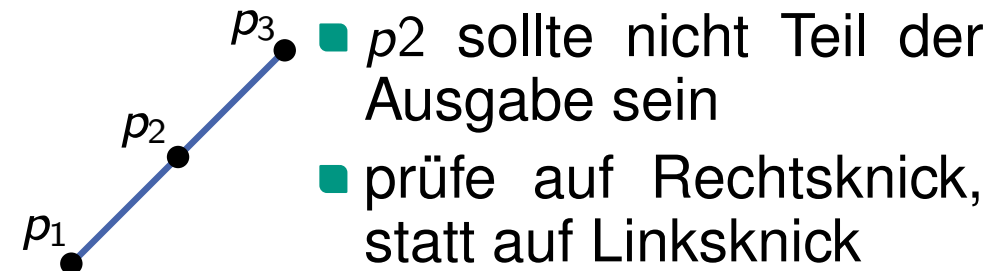 p3
p2 sollte nicht Teil der
Ausgabe sein
p2
prüfe auf Rechtsknick,
statt auf Linksknick
p1